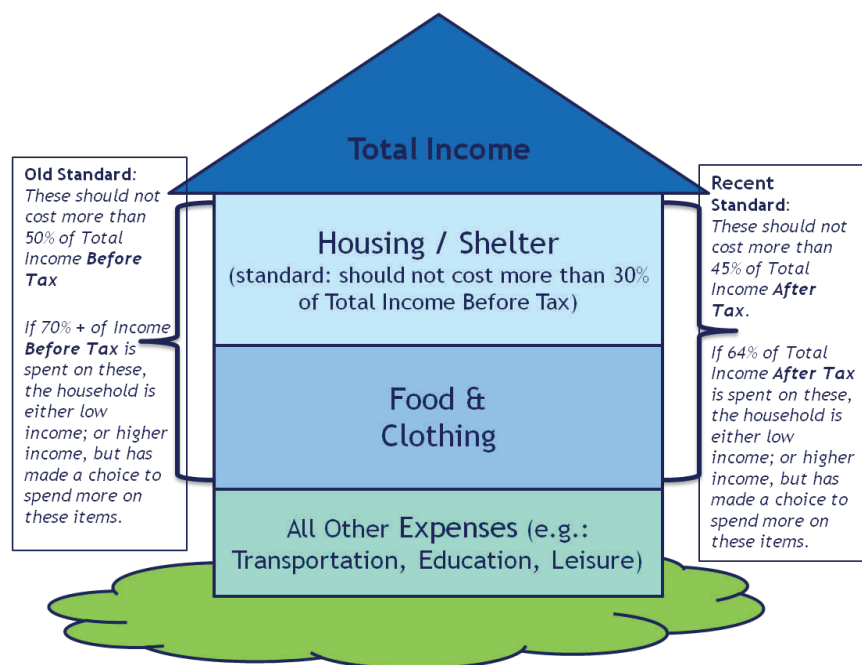 Total Income
Old Standard:
These should not
cost more than
50% of Total
Income Before
Tax
If 70% + of Income
Before Tax is
spent on these,
the household is
either low
income; or higher
income, but has
made a choice to
spend more on
these items.
Housing / Shelter
(standard: should not cost more than 30%
of Total Income Before Tax)
Food &
Clothing
All Other Expenses (e.g.:
Transportation, Education, Leisure)
Recent
Standard:
These should not
cost more than
45% of Total
Income After
Tax.
If 64% of Total
Income After Tax
is spent on these,
the household is
either low
income; or higher
income, but has
made a choice to
spend more on
these items.